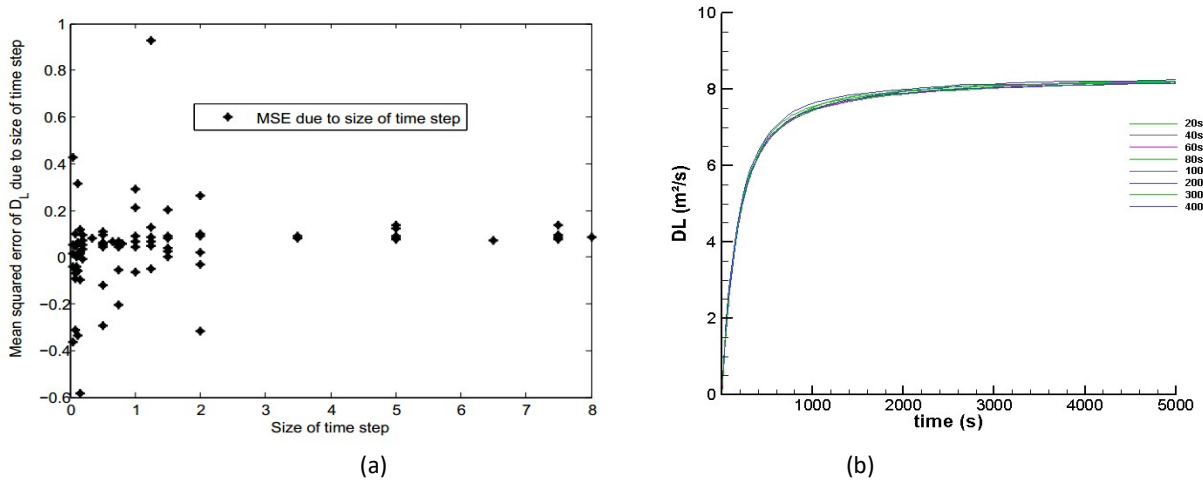 1
0.8
0.6
0.4
0.2
0
−0.2
−0.4
−0.6
Mean squared error of D_L due to size of time step
MSE due to size of time step
0 1 2 3 4 5 6 7 8
Size of time step
(a)
10
8
6
4
2
0
DL (m²/s)
20s
40s
60s
80s
100
200
300
400
1000 2000 3000 4000 5000
time (s)
(b)